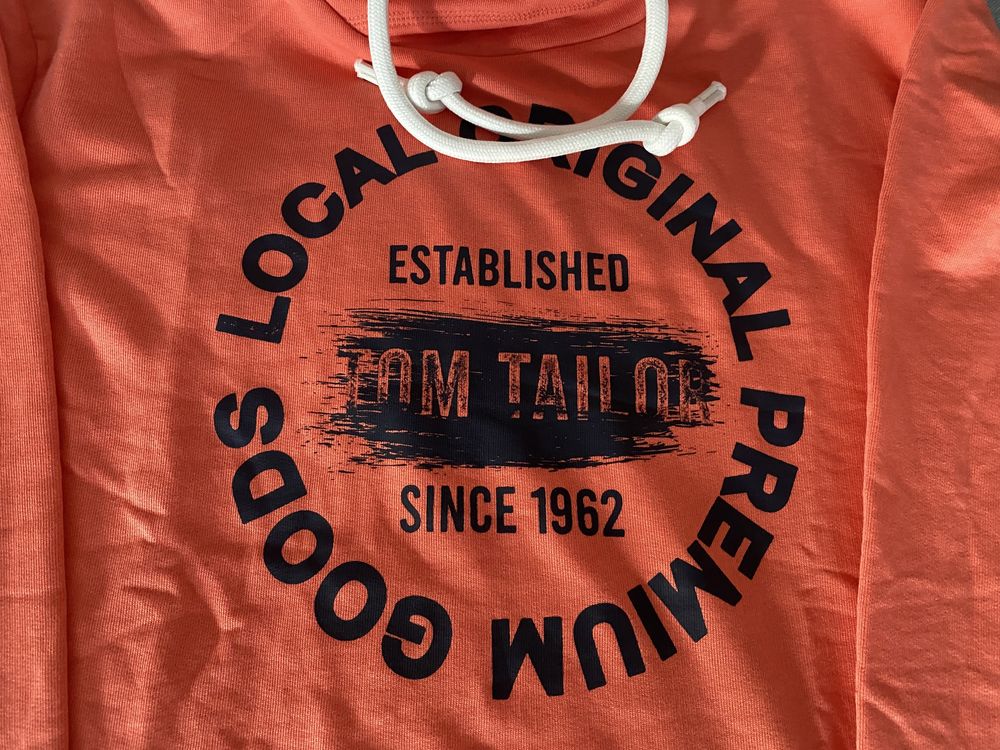 LOCAL ORIGINAL PREMIUM GOODS
ESTABLISHED
TOM TAILOR
SINCE 1962